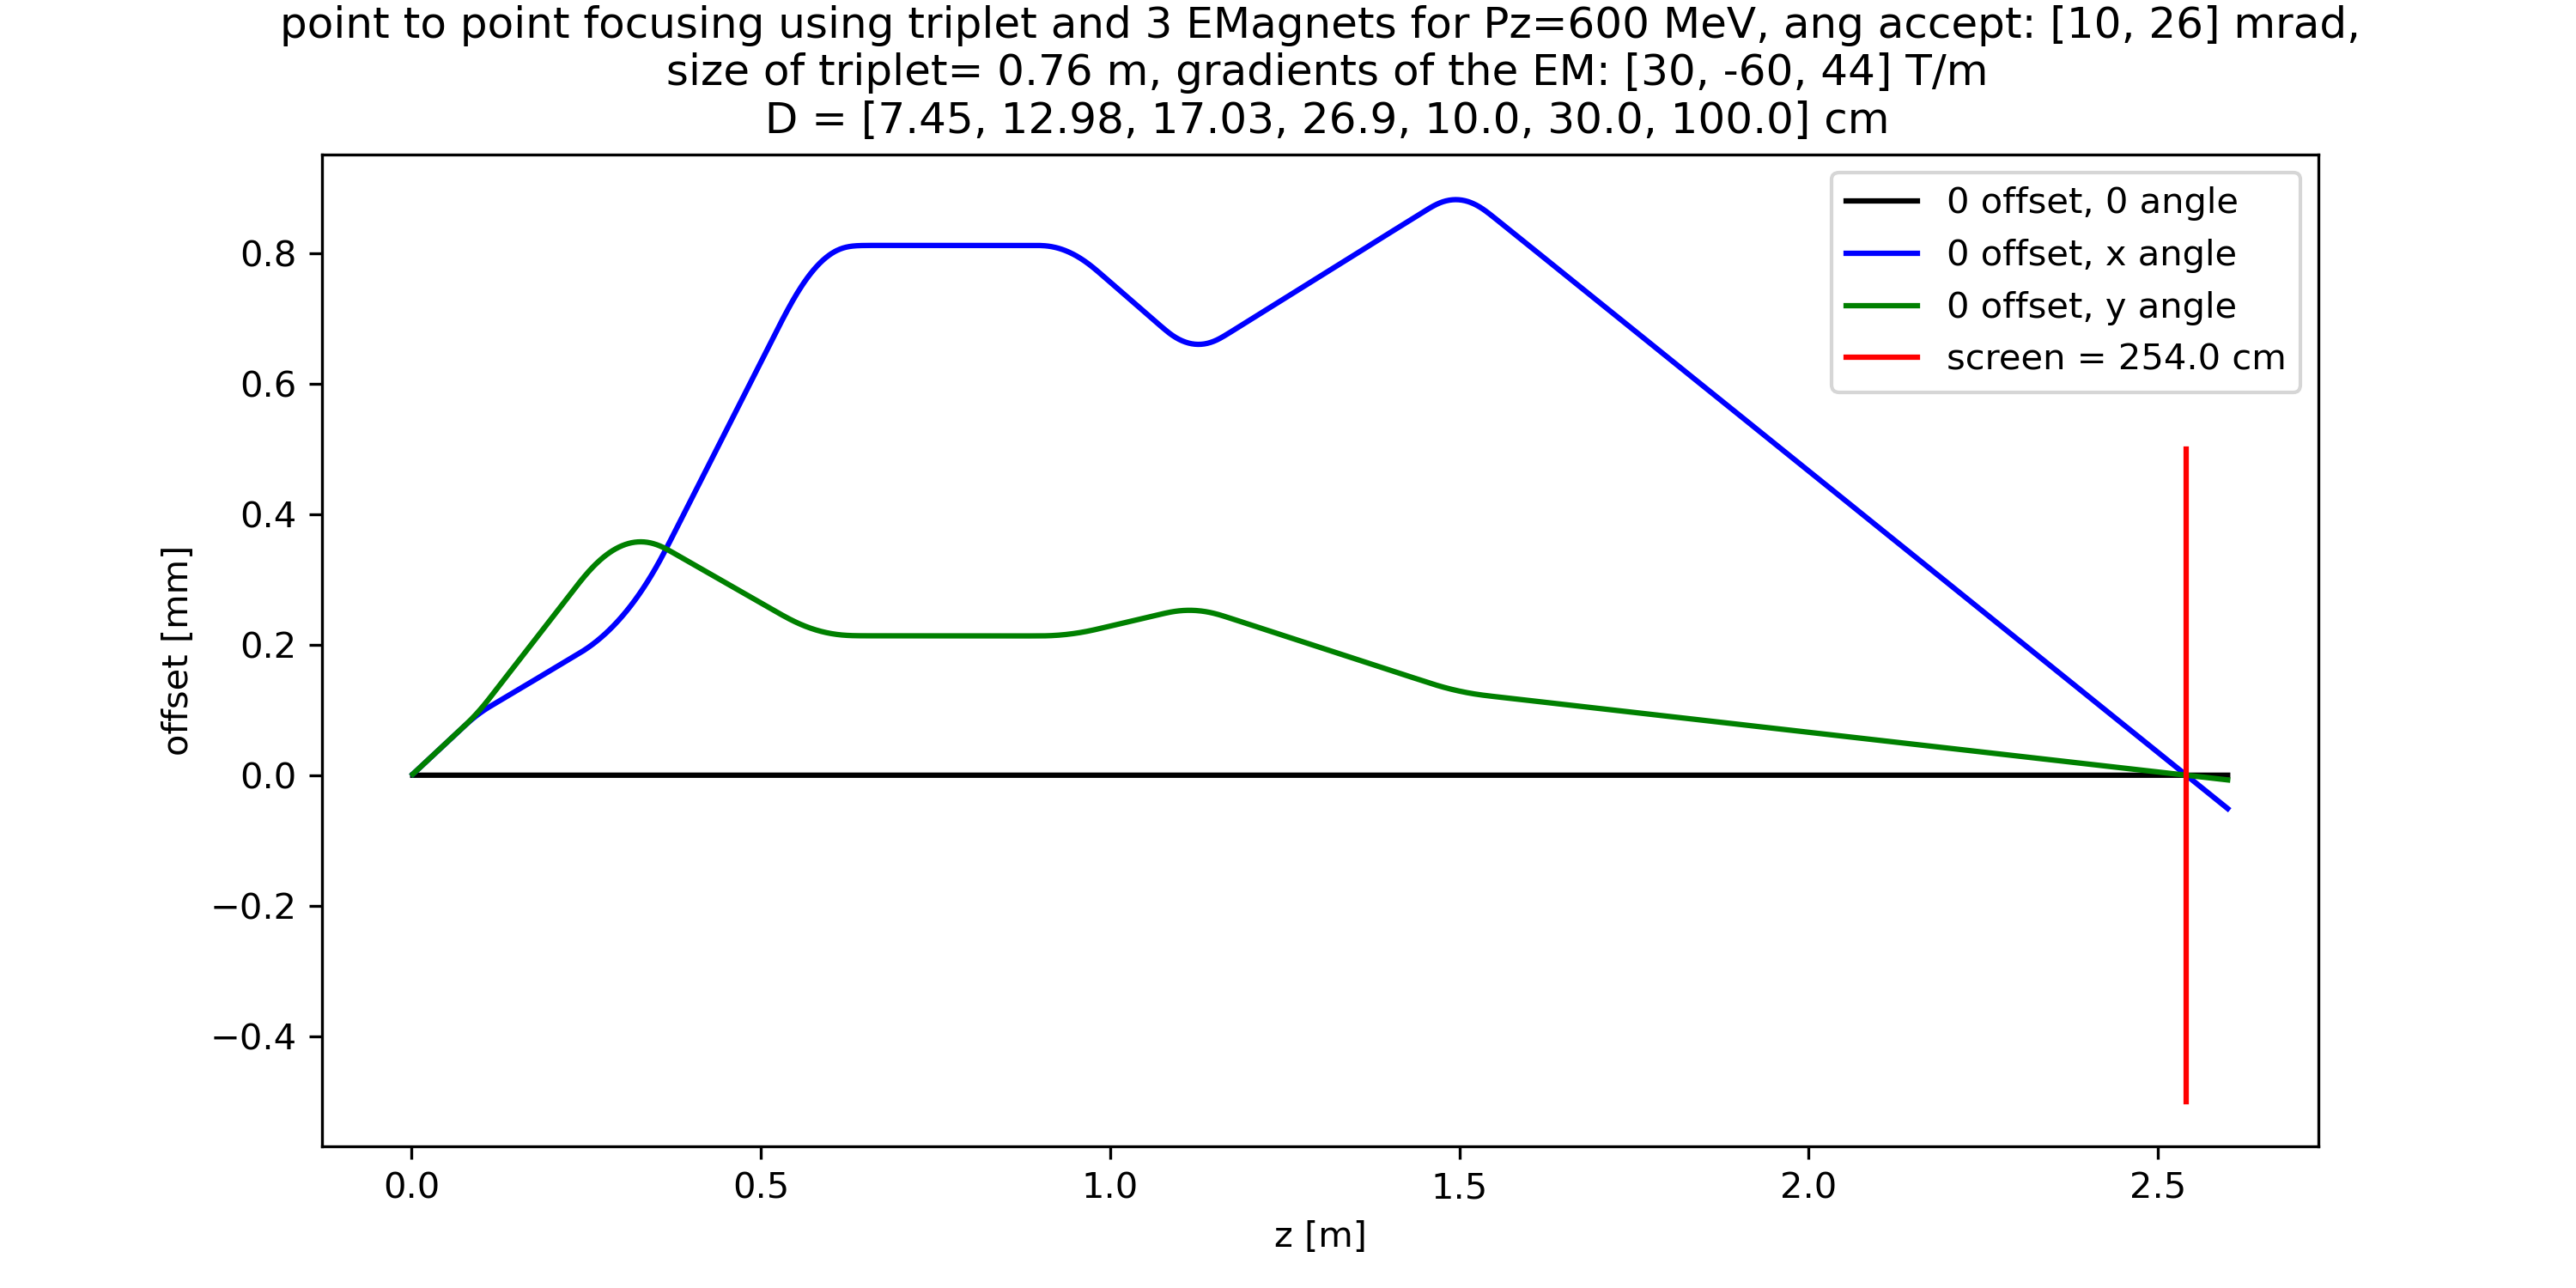 point to point focusing using triplet and 3 EMagnets for Pz=600 MeV, ang accept: [10, 26] mrad,
size of triplet= 0.76 m, gradients of the EM: [30, -60, 44] T/m
D = [7.45, 12.98, 17.03, 26.9, 10.0, 30.0, 100.0] cm
0 offset, 0 angle
0 offset, x angle
0 offset, y angle
screen = 254.0 cm
offset [mm]
0.8
0.6
0.4
0.2
0.0
−0.2
−0.4
0.0 0.5 1.0 1.5 2.0 2.5
z [m]